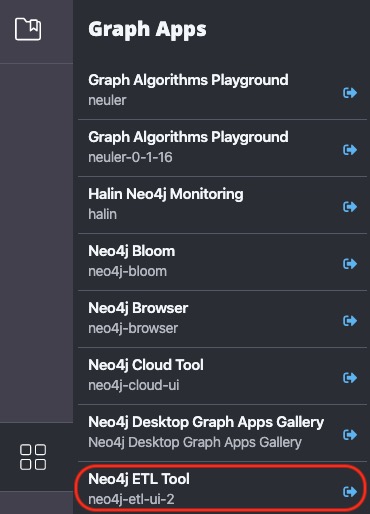 Graph Apps
Graph Algorithms Playground
neuler
Graph Algorithms Playground
neuler-0-1-16
Halin Neo4j Monitoring
halin
Neo4j Bloom
neo4j-bloom
Neo4j Browser
neo4j-browser
Neo4j Cloud Tool
neo4j-cloud-ui
Neo4j Desktop Graph Apps Gallery
Neo4j Desktop Graph Apps Gallery
Neo4j ETL Tool
neo4j-etl-ui-2